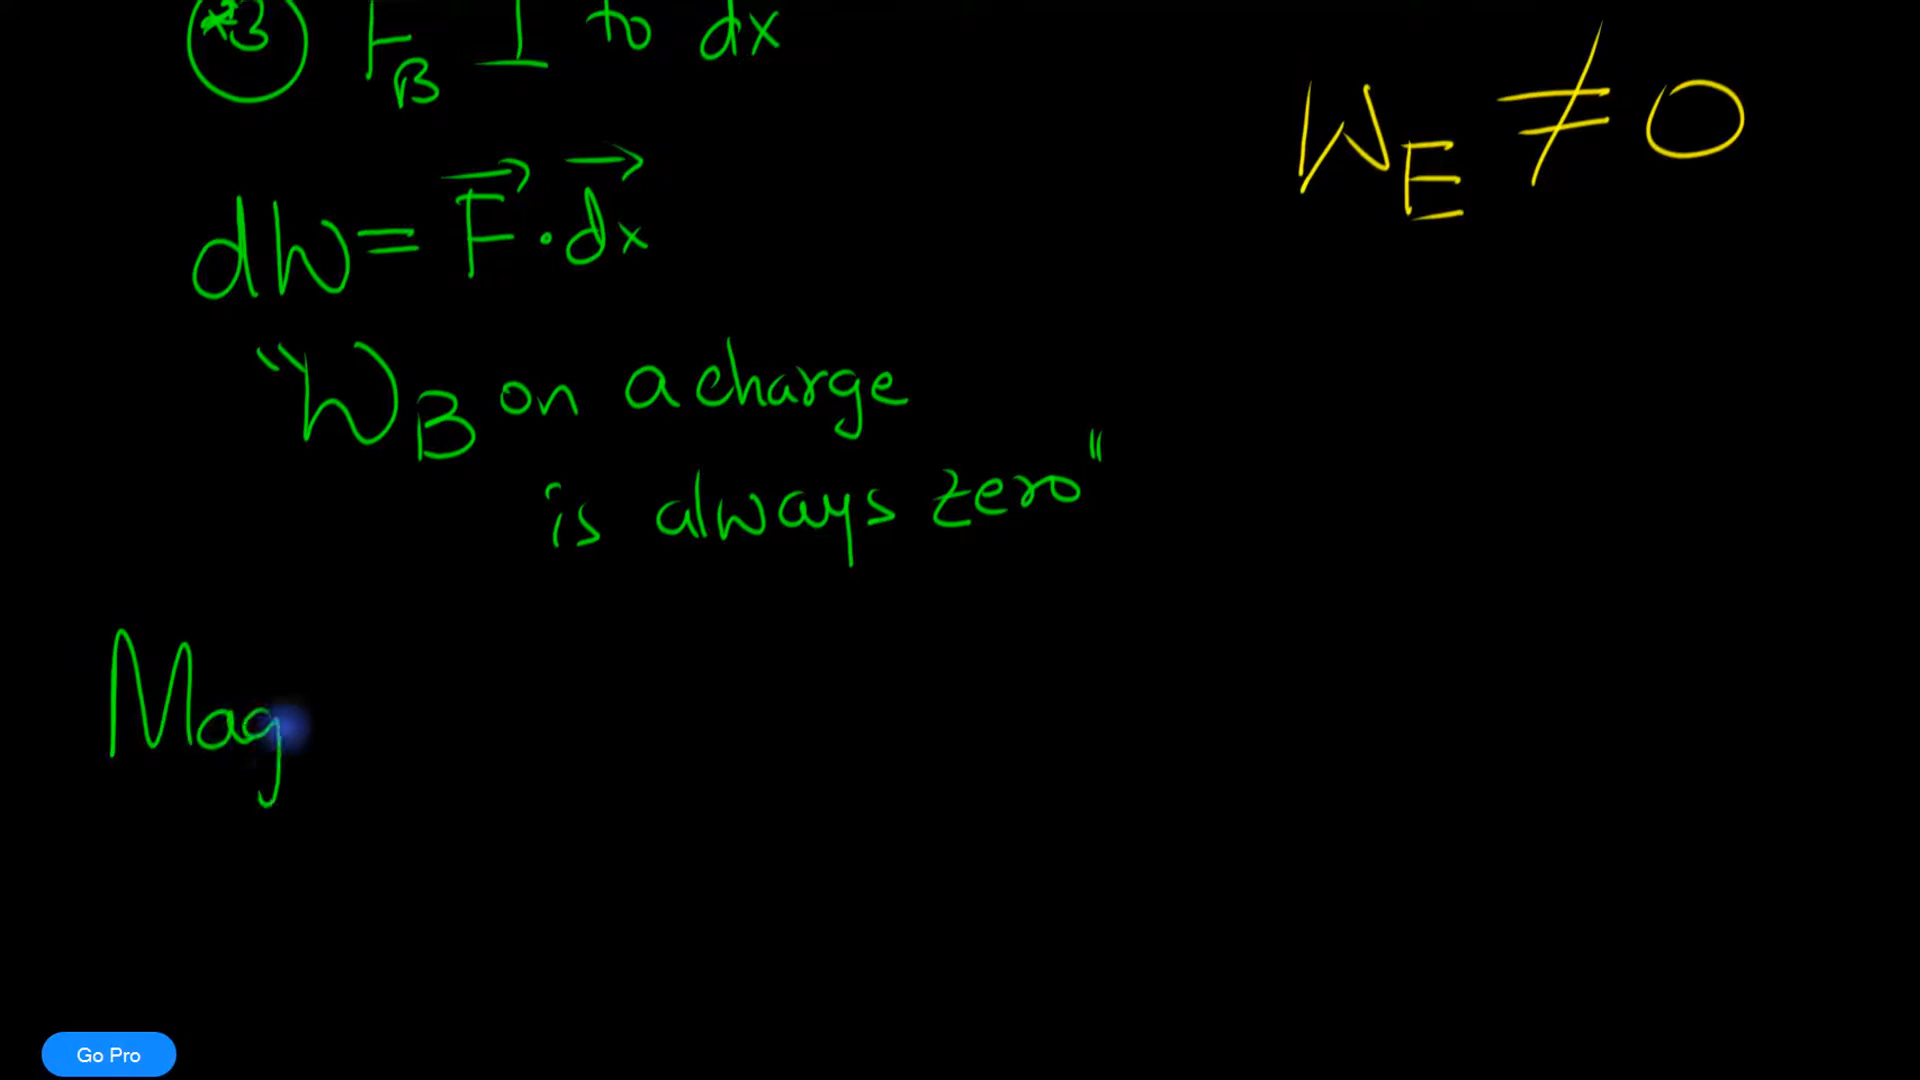 *3 F_B ⊥ to dx
W_E ≠ 0
dW = F⃗ · dx⃗
"W_B on a charge
is always zero"
Mag
Go Pro